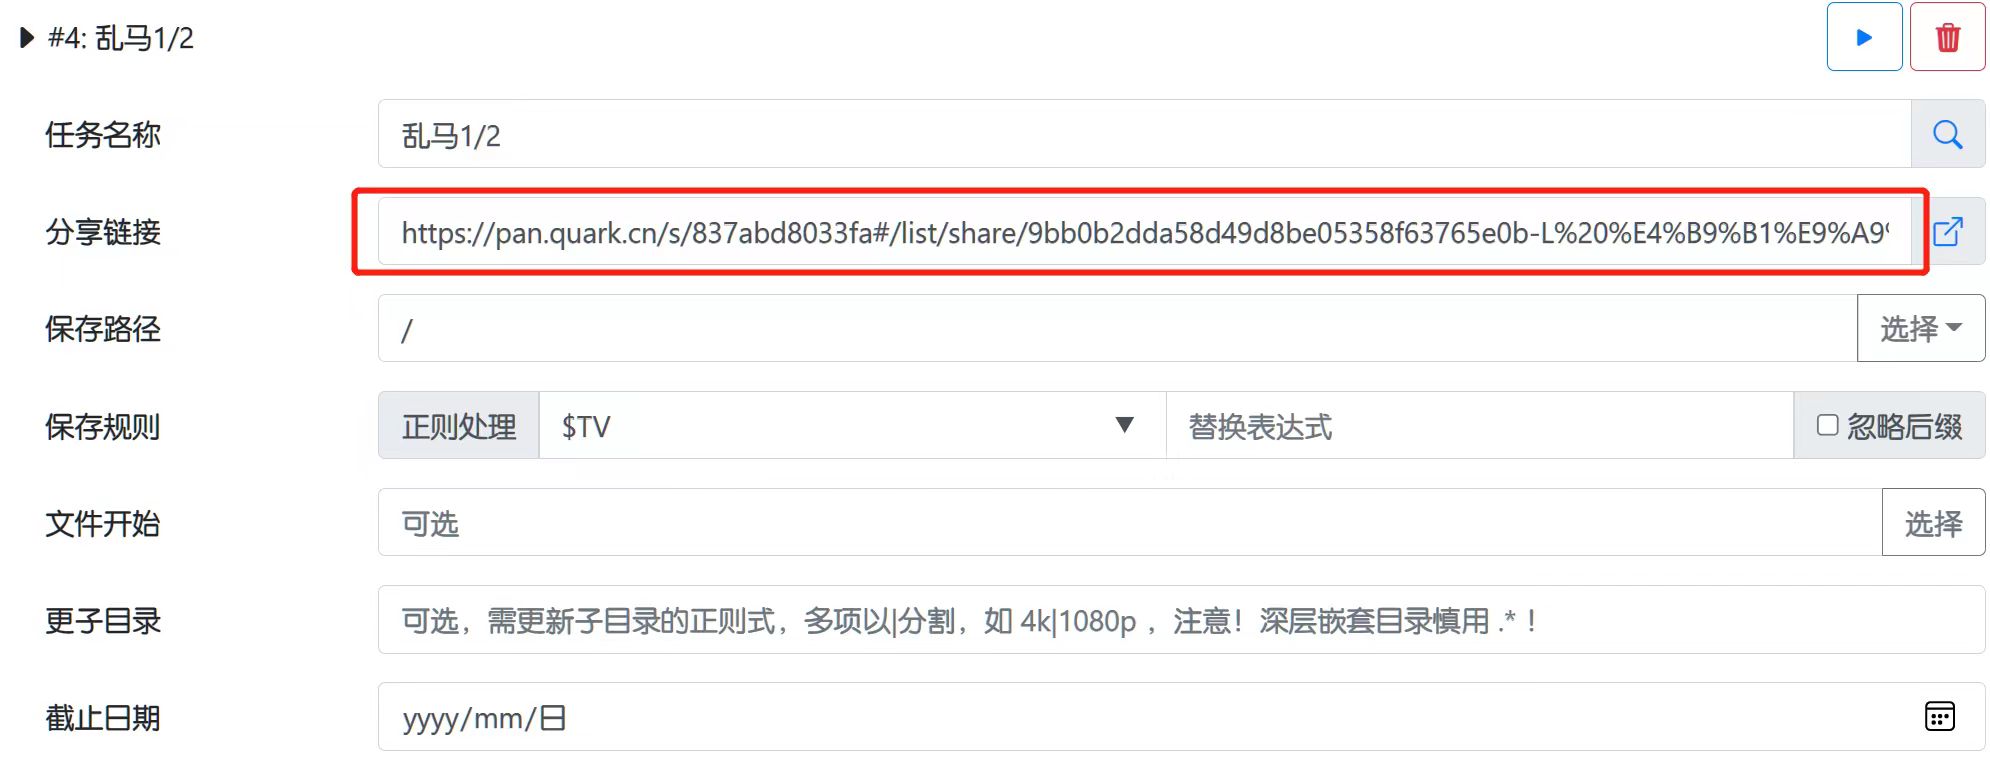 #4: 乱马1/2
任务名称 乱马1/2
分享链接 https://pan.quark.cn/s/837abd8033fa#/list/share/9bb0b2dda58d49d8be05358f63765e0b-L%20%E4%B9%B1%E9%A9%
保存路径 / 选择
保存规则 正则处理 $TV 替换表达式 忽略后缀
文件开始 可选 选择
更子目录 可选，需更新子目录的正则式，多项以|分割，如 4k|1080p ，注意！深层嵌套目录慎用 .* ！
截止日期 yyyy/mm/日